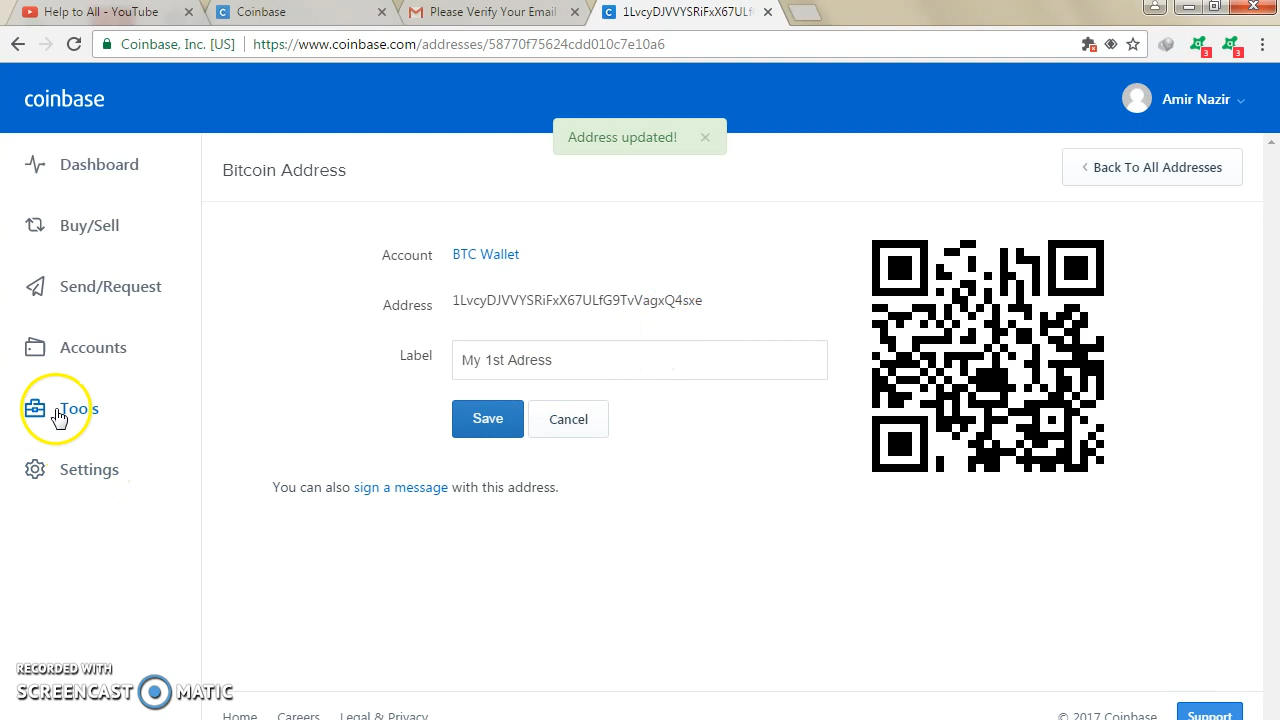 Help to All - YouTube
Coinbase
Please Verify Your Email
1LvcyDJVVYSRiFxX67ULf
Coinbase, Inc. [US]
https://www.coinbase.com/addresses/58770f75624cdd010c7e10a6
3
3
coinbase
Amir Nazir
Address updated!
Dashboard
Bitcoin Address
Back To All Addresses
Buy/Sell
Account
BTC Wallet
Send/Request
Address
1LvcyDJVVYSRiFxX67ULfG9TvVagxQ4sxe
Accounts
Label
My 1st Adress
Tools
Save
Cancel
Settings
You can also sign a message with this address.
RECORDED WITH
SCREENCAST MATIC
Home
Careers
Legal & Privacy
© 2017 Coinbase
Support